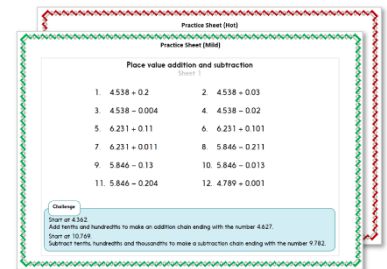 Practice Sheet (Hot)
Practice Sheet (Mild)
Place value addition and subtraction
Sheet 1
1. 4.538 + 0.2 2. 4.538 + 0.03
3. 4.538 – 0.004 4. 4.538 – 0.02
5. 6.231 + 0.11 6. 6.231 + 0.101
7. 6.231 + 0.011 8. 5.846 – 0.211
9. 5.846 – 0.13 10. 5.846 – 0.013
11. 5.846 – 0.204 12. 4.789 + 0.001
Challenge
Start at 4.362.
Add tenths and hundredths to make an addition chain ending with the number 4.627.
Start at 10.769.
Subtract tenths, hundredths and thousandths to make a subtraction chain ending with the number 9.782.